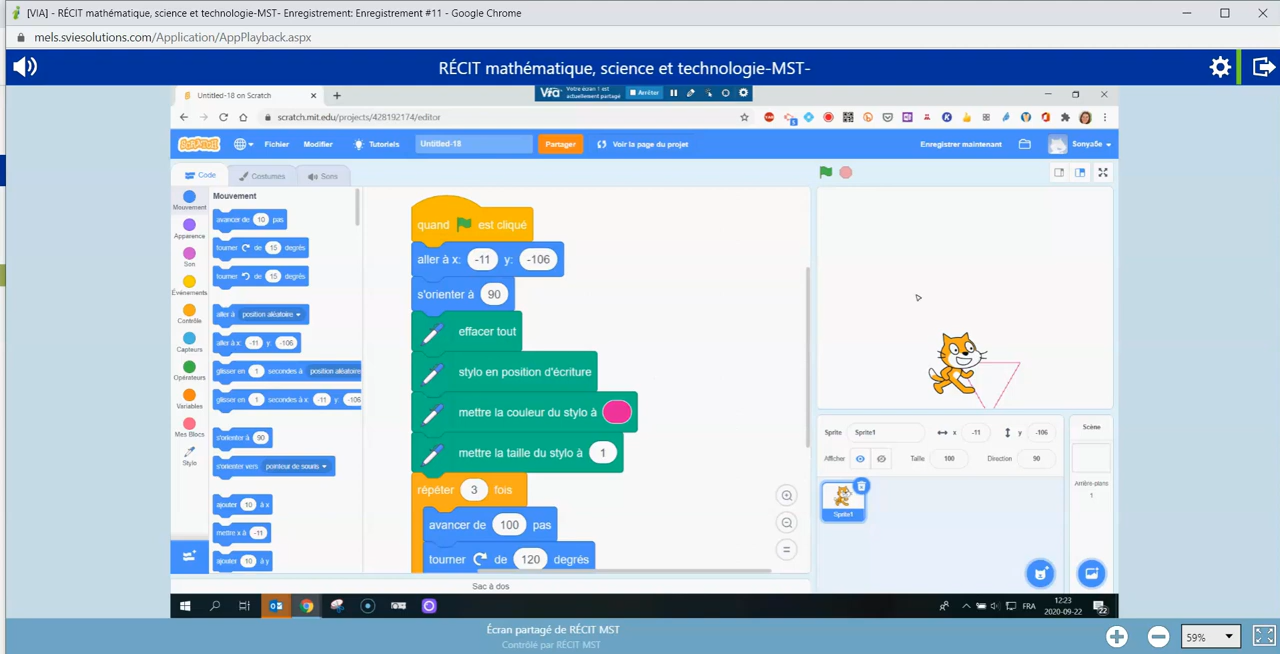 [VIA] - RÉCIT mathématique, science et technologie-MST- Enregistrement: Enregistrement #11 - Google Chrome
mels.sviesolutions.com/Application/AppPlayback.aspx
RÉCIT mathématique, science et technologie-MST-
Untitled-18 on Scratch
Via
Votre écran 1 est actuellement partagé
Arrêter
scratch.mit.edu/projects/428192174/editor
SCRATCH
Fichier
Modifier
Tutoriels
Untitled-18
Partager
Voir la page du projet
Enregistrer maintenant
Sonya5e
Code
Costumes
Sons
Mouvement
Mouvement
Apparence
Son
Événements
Contrôle
Capteurs
Opérateurs
Variables
Mes Blocs
Stylo
avancer de 10 pas
tourner de 15 degrés
tourner de 15 degrés
aller à position aléatoire
aller à x: -11 y: -106
glisser en 1 secondes à position aléatoire
glisser en 1 secondes à x: -11 y: -106
s'orienter à 90
s'orienter vers pointeur de souris
ajouter 10 à x
mettre x à -11
ajouter 10 à y
quand est cliqué
aller à x: -11 y: -106
s'orienter à 90
effacer tout
stylo en position d'écriture
mettre la couleur du stylo à
mettre la taille du stylo à 1
répéter 3 fois
avancer de 100 pas
tourner de 120 degrés
Sac à dos
Sprite Sprite1 x -11 y -106
Afficher Taille 100 Direction 90
Sprite1
Scène
Arrière-plans
1
FRA
12:23
2020-09-22
22
Écran partagé de RÉCIT MST
Contrôlé par RÉCIT MST
59%